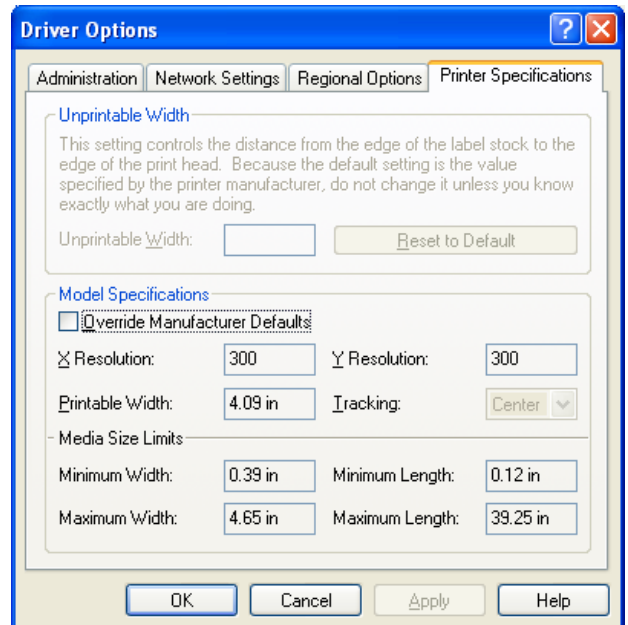 Driver Options
Administration Network Settings Regional Options Printer Specifications
Unprintable Width
This setting controls the distance from the edge of the label stock to the
edge of the print head. Because the default setting is the value
specified by the printer manufacturer, do not change it unless you know
exactly what you are doing.
Unprintable Width: Reset to Default
Model Specifications
Override Manufacturer Defaults
X Resolution: 300 Y Resolution: 300
Printable Width: 4.09 in Tracking: Center
Media Size Limits
Minimum Width: 0.39 in Minimum Length: 0.12 in
Maximum Width: 4.65 in Maximum Length: 39.25 in
OK Cancel Apply Help